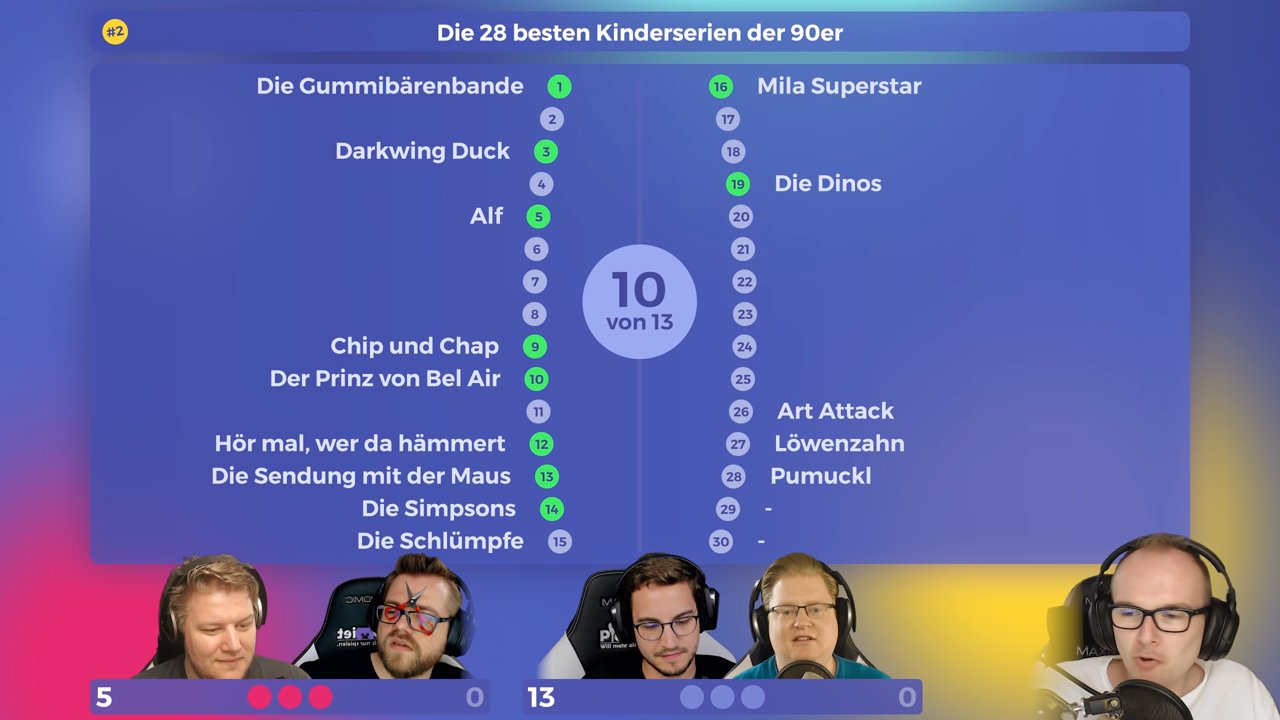 #2
Die 28 besten Kinderserien der 90er
Die Gummibärenbande 1
2
Darkwing Duck 3
4
Alf 5
6
7
8
Chip und Chap 9
Der Prinz von Bel Air 10
11
Hör mal, wer da hämmert 12
Die Sendung mit der Maus 13
Die Simpsons 14
Die Schlümpfe 15
10
von 13
16 Mila Superstar
17
18
19 Die Dinos
20
21
22
23
24
25
26 Art Attack
27 Löwenzahn
28 Pumuckl
29 -
30 -
5
0
13
0